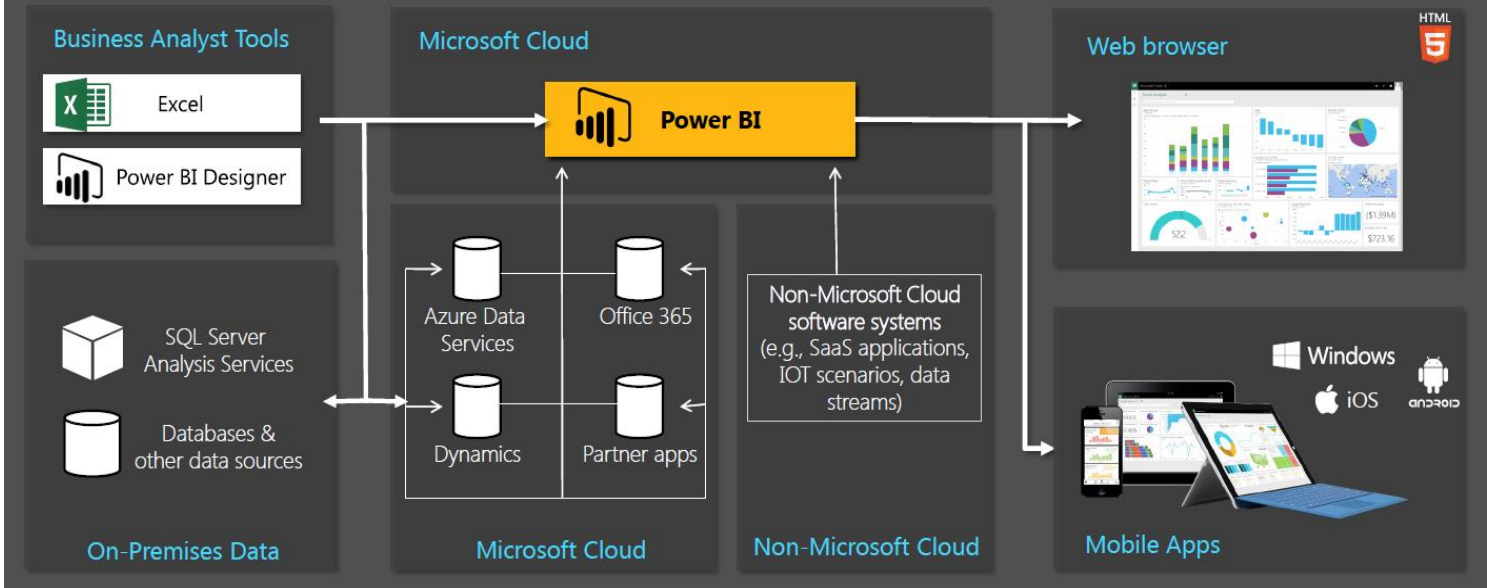 Business Analyst Tools
Excel
Power BI Designer
Microsoft Cloud
Power BI
Web browser
HTML
5
522
($1.39M)
$723.16
SQL Server
Analysis Services
Databases &
other data sources
On-Premises Data
Azure Data
Services
Office 365
Dynamics
Partner apps
Microsoft Cloud
Non-Microsoft Cloud
software systems
(e.g., SaaS applications,
IOT scenarios, data
streams)
Non-Microsoft Cloud
Windows
iOS
ANDROID
Mobile Apps